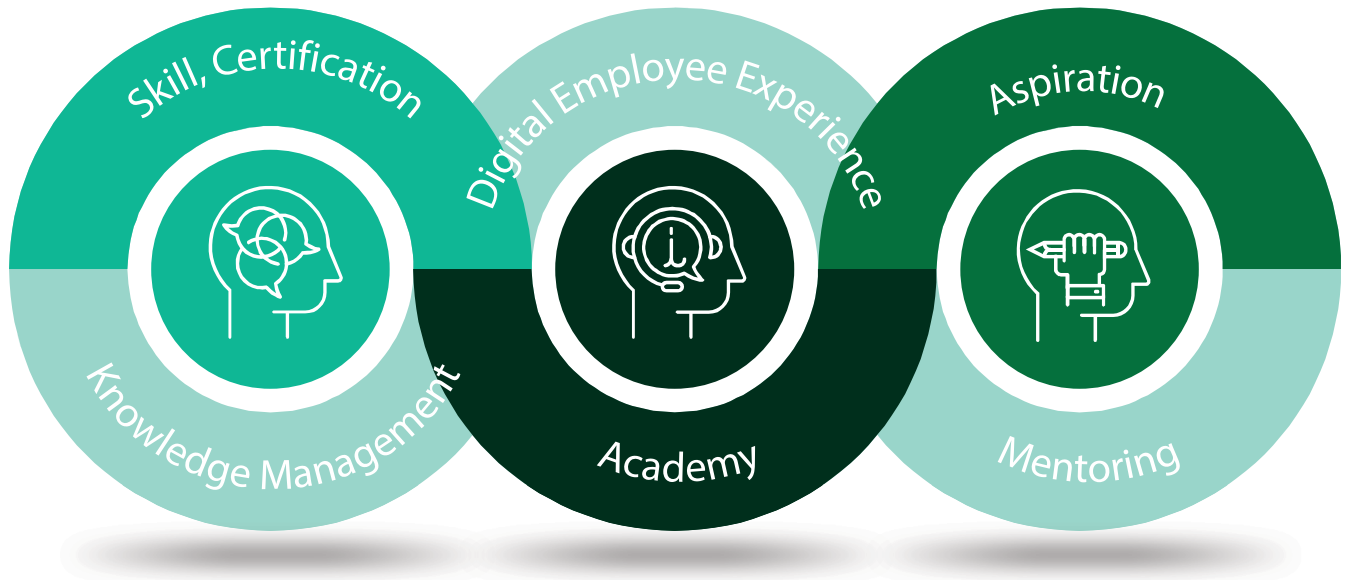 Skill, Certification
Digital Employee Experience
Aspiration
Knowledge Management
Academy
Mentoring